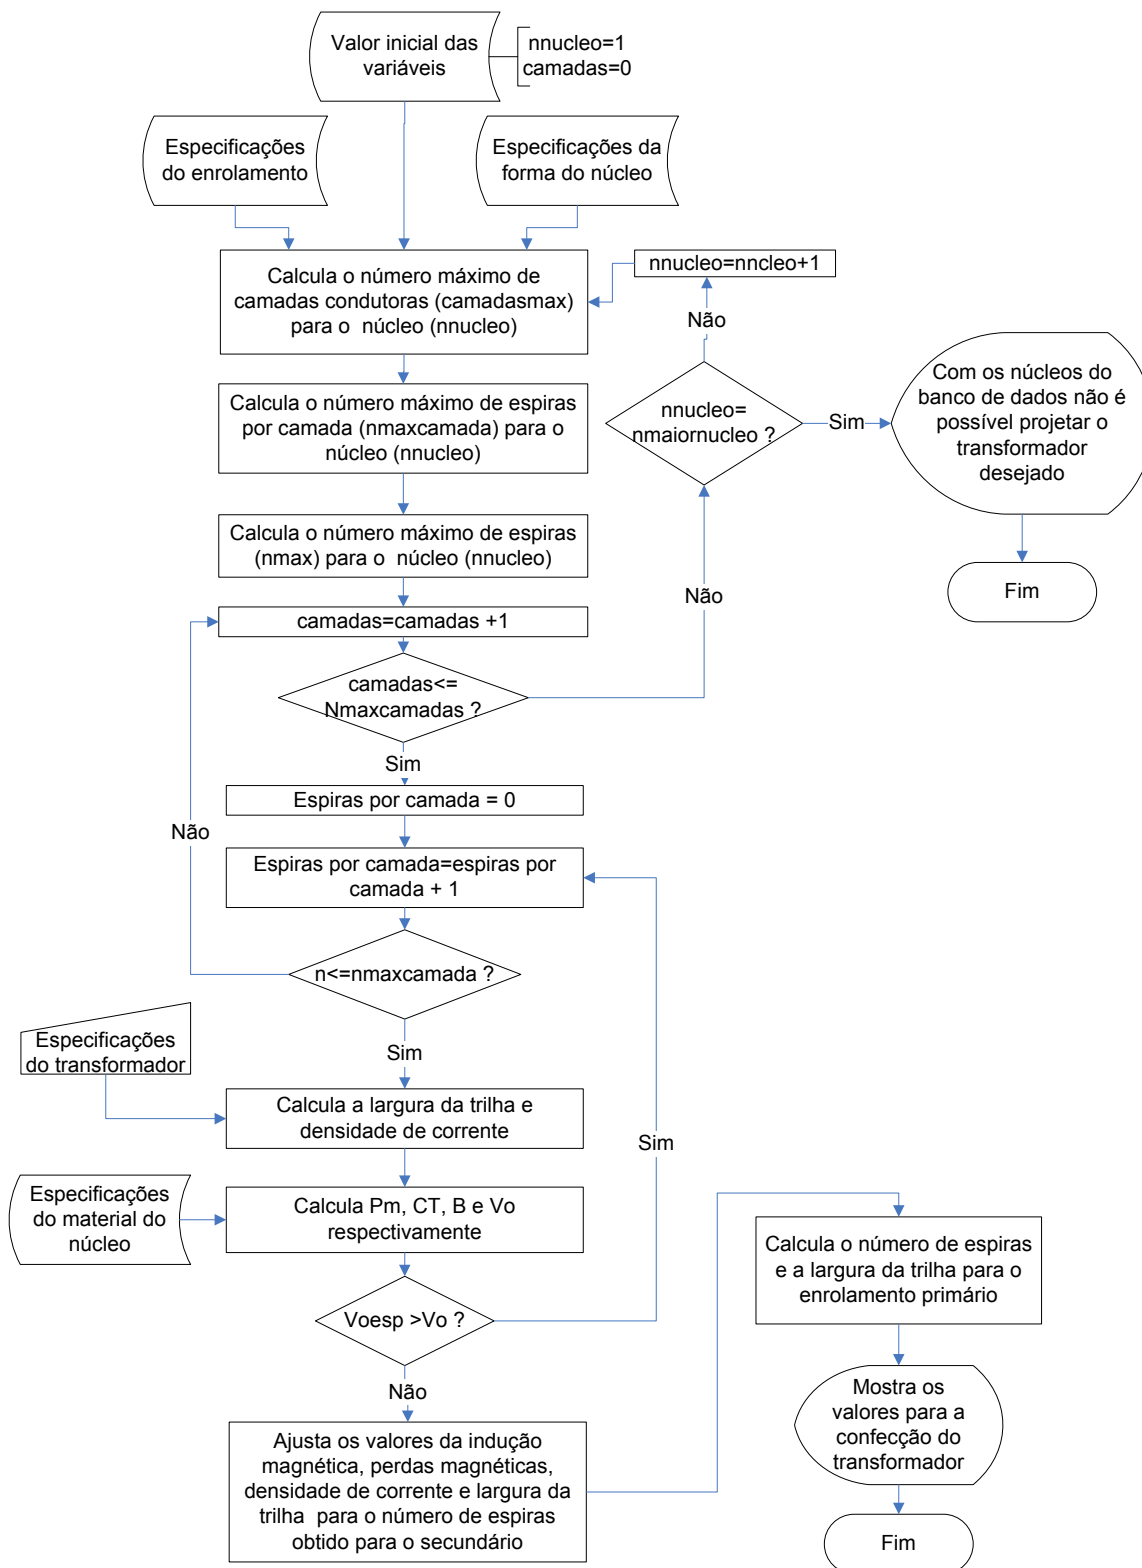 Valor inicial das
variáveis
nnucleo=1
camadas=0
Especificações
do enrolamento
Especificações da
forma do núcleo
Calcula o número máximo de
camadas condutoras (camadasmax)
para o núcleo (nnucleo)
nnucleo=nncleo+1
Não
Calcula o número máximo de espiras
por camada (nmaxcamada) para o
núcleo (nnucleo)
nnucleo=
nmaiornucleo ?
Sim
Com os núcleos do
banco de dados não é
possível projetar o
transformador
desejado
Fim
Calcula o número máximo de espiras
(nmax) para o núcleo (nnucleo)
Não
camadas=camadas +1
camadas<=
Nmaxcamadas ?
Sim
Espiras por camada = 0
Não
Espiras por camada=espiras por
camada + 1
n<=nmaxcamada ?
Sim
Especificações
do transformador
Calcula a largura da trilha e
densidade de corrente
Sim
Especificações
do material do
núcleo
Calcula Pm, CT, B e Vo
respectivamente
Voesp >Vo ?
Não
Ajusta os valores da indução
magnética, perdas magnéticas,
densidade de corrente e largura da
trilha para o número de espiras
obtido para o secundário
Calcula o número de espiras
e a largura da trilha para o
enrolamento primário
Mostra os
valores para a
confecção do
transformador
Fim